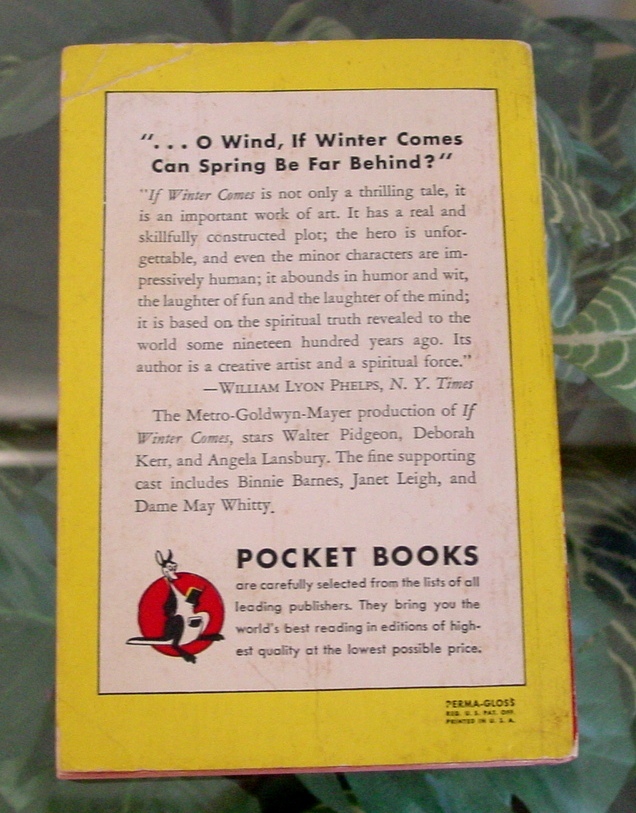 "... O Wind, If Winter Comes
Can Spring Be Far Behind?"
"If Winter Comes is not only a thrilling tale, it
is an important work of art. It has a real and
skillfully constructed plot; the hero is unfor-
gettable, and even the minor characters are im-
pressively human; it abounds in humor and wit,
the laughter of fun and the laughter of the mind;
it is based on the spiritual truth revealed to the
world some nineteen hundred years ago. Its
author is a creative artist and a spiritual force."
—WILLIAM LYON PHELPS, N. Y. Times
The Metro-Goldwyn-Mayer production of If
Winter Comes, stars Walter Pidgeon, Deborah
Kerr, and Angela Lansbury. The fine supporting
cast includes Binnie Barnes, Janet Leigh, and
Dame May Whitty.
POCKET BOOKS
are carefully selected from the lists of all
leading publishers. They bring you the
world's best reading in editions of high-
est quality at the lowest possible price.
PERMA-GLOSS
REG. U. S. PAT. OFF.
PRINTED IN U. S. A.